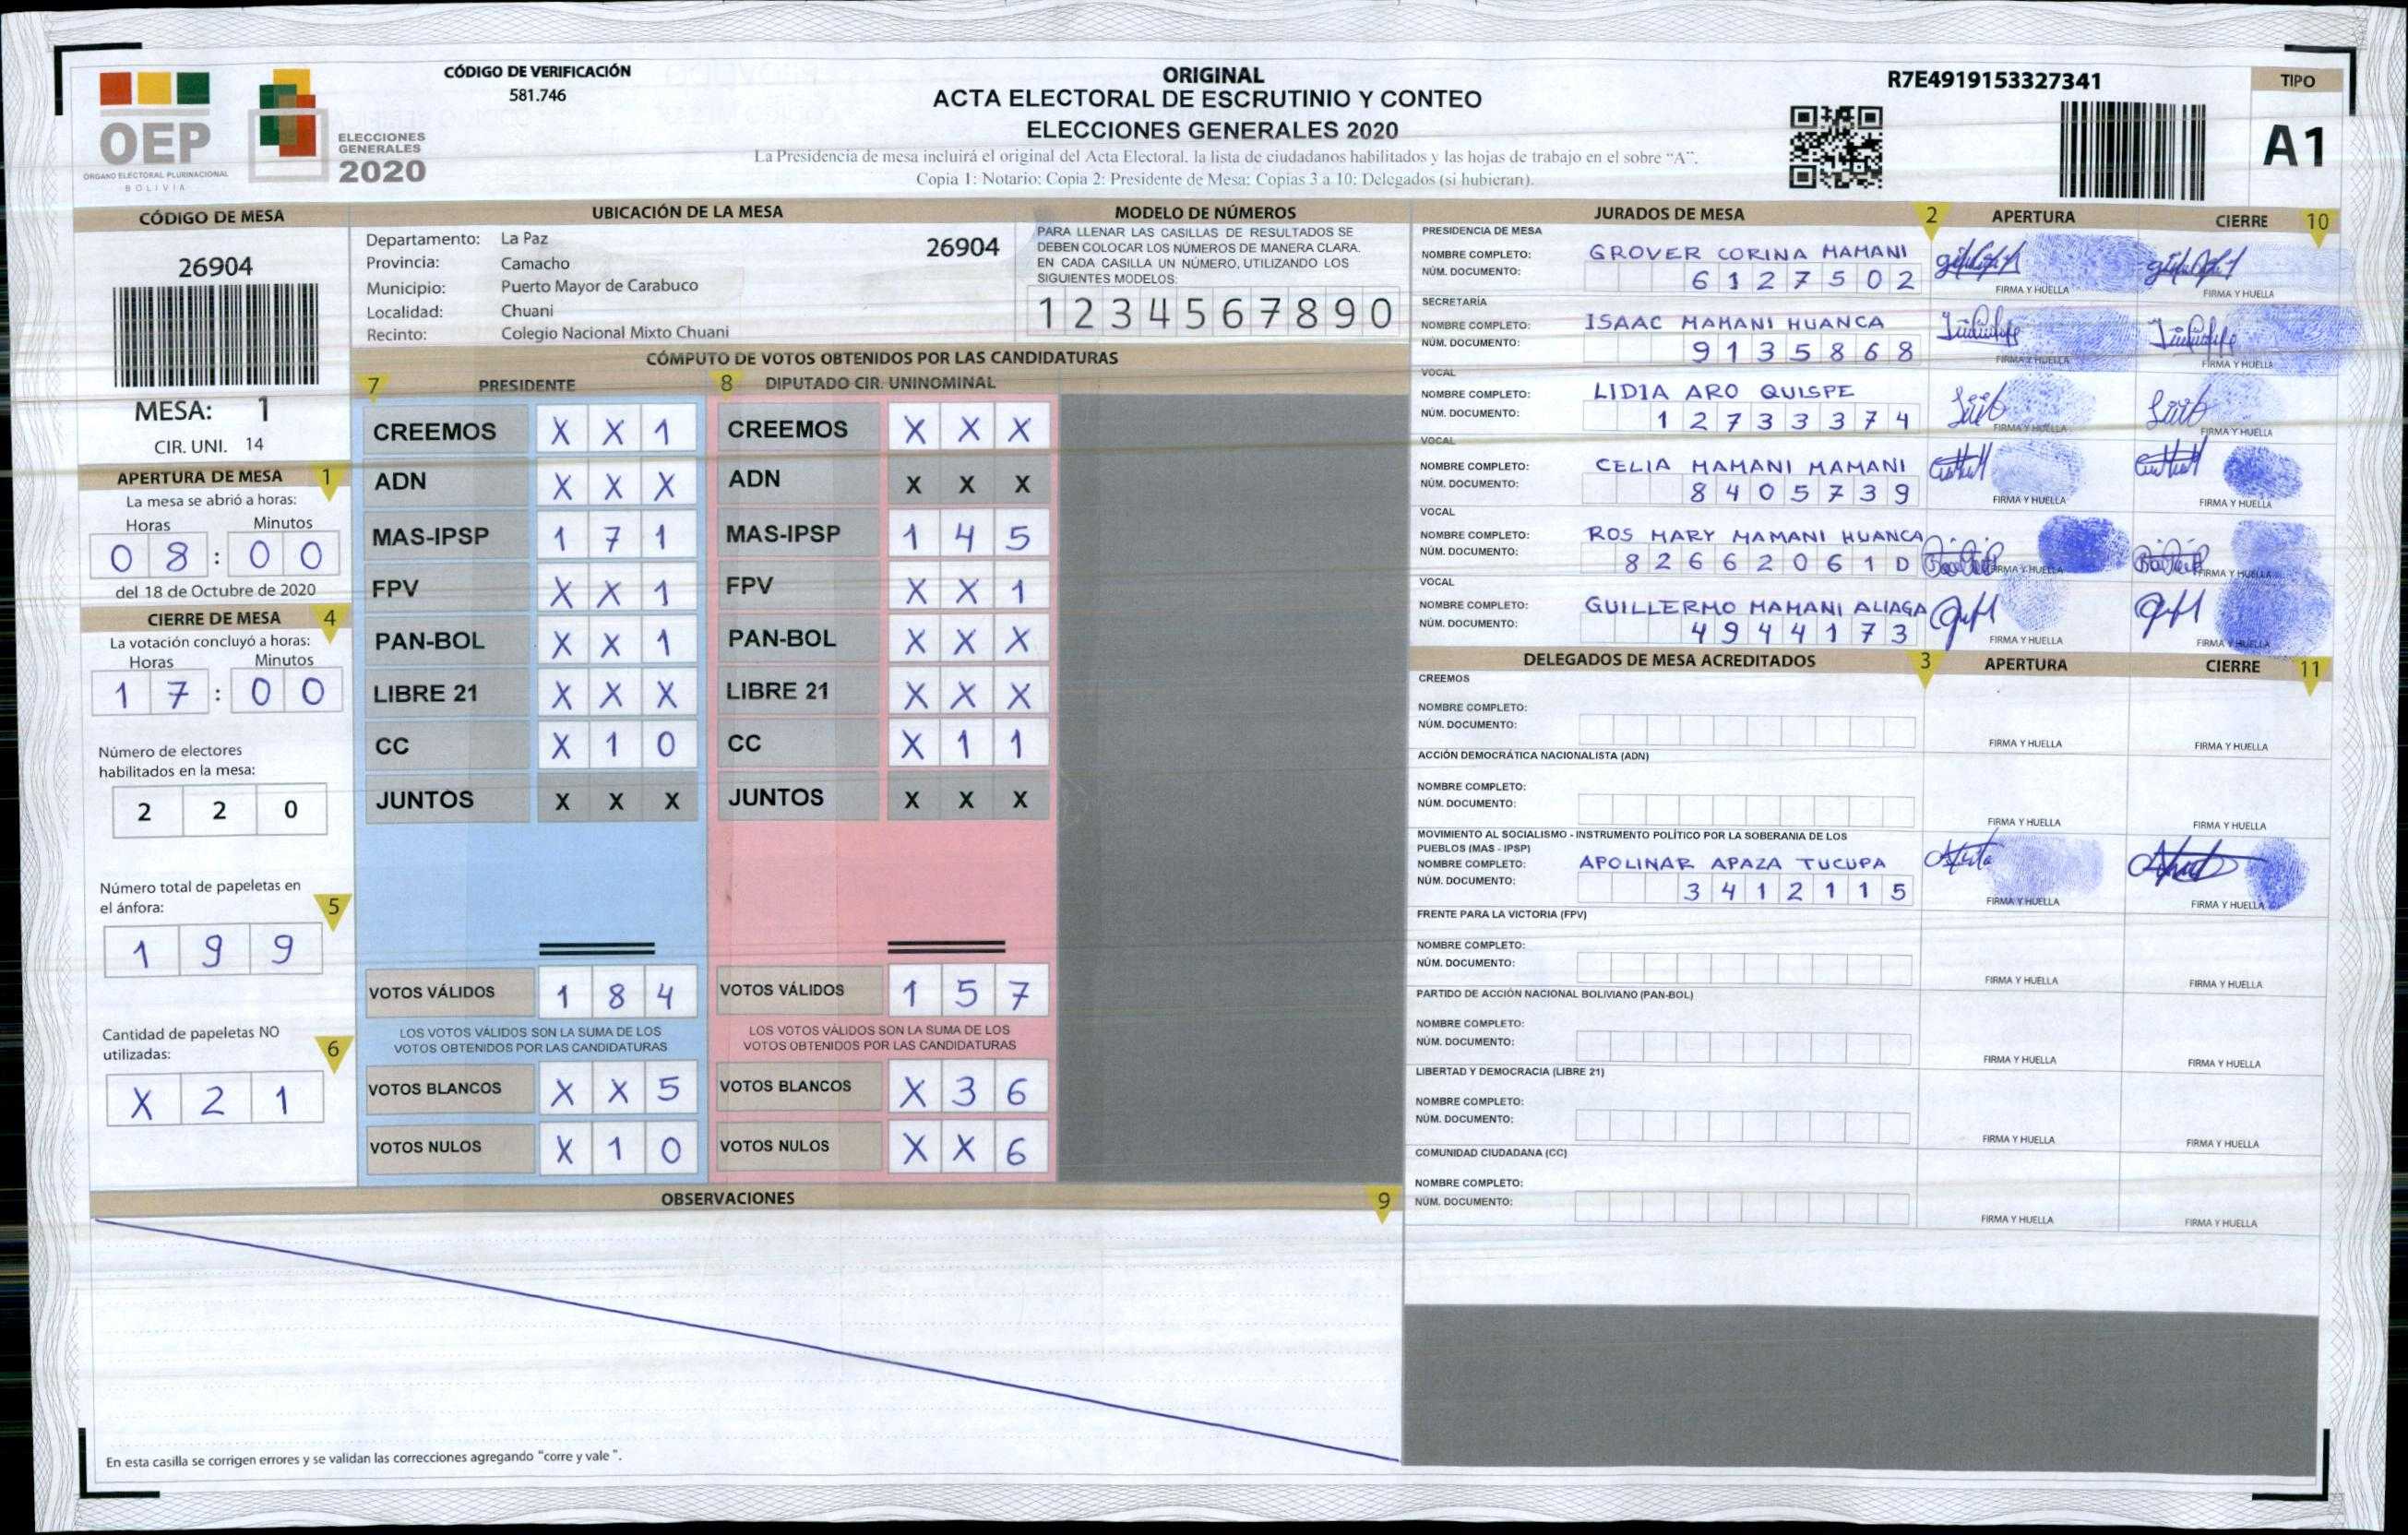 CÓDIGO DE VERIFICACIÓN
581.746
OEP
ÓRGANO ELECTORAL PLURINACIONAL
BOLIVIA
ELECCIONES
GENERALES
2020
ORIGINAL
ACTA ELECTORAL DE ESCRUTINIO Y CONTEO
ELECCIONES GENERALES 2020
La Presidencia de mesa incluirá el original del Acta Electoral, la lista de ciudadanos habilitados y las hojas de trabajo en el sobre "A".
Copia 1: Notario; Copia 2: Presidente de Mesa; Copias 3 a 10: Delegados (si hubieran).
R7E4919153327341
TIPO
A1
CÓDIGO DE MESA
26904
MESA: 1
CIR. UNI. 14
APERTURA DE MESA 1
La mesa se abrió a horas:
Horas Minutos
0 8 : 0 0
del 18 de Octubre de 2020
CIERRE DE MESA 4
La votación concluyó a horas:
Horas Minutos
1 7 : 0 0
Número de electores
habilitados en la mesa:
2 2 0
Número total de papeletas en
el ánfora: 5
1 9 9
Cantidad de papeletas NO
utilizadas: 6
X 2 1
UBICACIÓN DE LA MESA
Departamento: La Paz
26904
Provincia: Camacho
Municipio: Puerto Mayor de Carabuco
Localidad: Chuani
Recinto: Colegio Nacional Mixto Chuani
MODELO DE NÚMEROS
PARA LLENAR LAS CASILLAS DE RESULTADOS SE
DEBEN COLOCAR LOS NÚMEROS DE MANERA CLARA.
EN CADA CASILLA UN NÚMERO, UTILIZANDO LOS
SIGUIENTES MODELOS:
1 2 3 4 5 6 7 8 9 0
CÓMPUTO DE VOTOS OBTENIDOS POR LAS CANDIDATURAS
7 PRESIDENTE 8 DIPUTADO CIR. UNINOMINAL
CREEMOS X X 1 CREEMOS X X X
ADN X X X ADN X X X
MAS-IPSP 1 7 1 MAS-IPSP 1 4 5
FPV X X 1 FPV X X 1
PAN-BOL X X 1 PAN-BOL X X X
LIBRE 21 X X X LIBRE 21 X X X
CC X 1 0 CC X 1 1
JUNTOS X X X JUNTOS X X X
VOTOS VÁLIDOS 1 8 4 VOTOS VÁLIDOS 1 5 7
LOS VOTOS VÁLIDOS SON LA SUMA DE LOS LOS VOTOS VÁLIDOS SON LA SUMA DE LOS
VOTOS OBTENIDOS POR LAS CANDIDATURAS VOTOS OBTENIDOS POR LAS CANDIDATURAS
VOTOS BLANCOS X X 5 VOTOS BLANCOS X 3 6
VOTOS NULOS X 1 0 VOTOS NULOS X X 6
OBSERVACIONES 9
En esta casilla se corrigen errores y se validan las correcciones agregando "corre y vale".
JURADOS DE MESA 2 APERTURA CIERRE 10
PRESIDENCIA DE MESA
NOMBRE COMPLETO: GROVER CORINA MAMANI
NÚM. DOCUMENTO: 6 1 2 7 5 0 2
FIRMA Y HUELLA FIRMA Y HUELLA
SECRETARÍA
NOMBRE COMPLETO: ISAAC MAMANI HUANCA
NÚM. DOCUMENTO: 9 1 3 5 8 6 8
FIRMA Y HUELLA FIRMA Y HUELLA
VOCAL
NOMBRE COMPLETO: LIDIA ARO QUISPE
NÚM. DOCUMENTO: 1 2 7 3 3 3 7 4
FIRMA Y HUELLA FIRMA Y HUELLA
VOCAL
NOMBRE COMPLETO: CELIA MAMANI MAMANI
NÚM. DOCUMENTO: 8 4 0 5 7 3 9
FIRMA Y HUELLA FIRMA Y HUELLA
VOCAL
NOMBRE COMPLETO: ROS MARY MAMANI HUANCA
NÚM. DOCUMENTO: 8 2 6 6 2 0 6 1 D
FIRMA Y HUELLA FIRMA Y HUELLA
VOCAL
NOMBRE COMPLETO: GUILLERMO MAMANI ALIAGA
NÚM. DOCUMENTO: 4 9 4 4 1 7 3
FIRMA Y HUELLA FIRMA Y HUELLA
DELEGADOS DE MESA ACREDITADOS 3 APERTURA CIERRE 11
CREEMOS
NOMBRE COMPLETO:
NÚM. DOCUMENTO:
FIRMA Y HUELLA FIRMA Y HUELLA
ACCIÓN DEMOCRÁTICA NACIONALISTA (ADN)
NOMBRE COMPLETO:
NÚM. DOCUMENTO:
FIRMA Y HUELLA FIRMA Y HUELLA
MOVIMIENTO AL SOCIALISMO - INSTRUMENTO POLÍTICO POR LA SOBERANIA DE LOS
PUEBLOS (MAS - IPSP)
NOMBRE COMPLETO: APOLINAR APAZA TUCUPA
NÚM. DOCUMENTO: 3 4 1 2 1 1 5
FIRMA Y HUELLA FIRMA Y HUELLA
FRENTE PARA LA VICTORIA (FPV)
NOMBRE COMPLETO:
NÚM. DOCUMENTO:
FIRMA Y HUELLA FIRMA Y HUELLA
PARTIDO DE ACCIÓN NACIONAL BOLIVIANO (PAN-BOL)
NOMBRE COMPLETO:
NÚM. DOCUMENTO:
FIRMA Y HUELLA FIRMA Y HUELLA
LIBERTAD Y DEMOCRACIA (LIBRE 21)
NOMBRE COMPLETO:
NÚM. DOCUMENTO:
FIRMA Y HUELLA FIRMA Y HUELLA
COMUNIDAD CIUDADANA (CC)
NOMBRE COMPLETO:
NÚM. DOCUMENTO:
FIRMA Y HUELLA FIRMA Y HUELLA